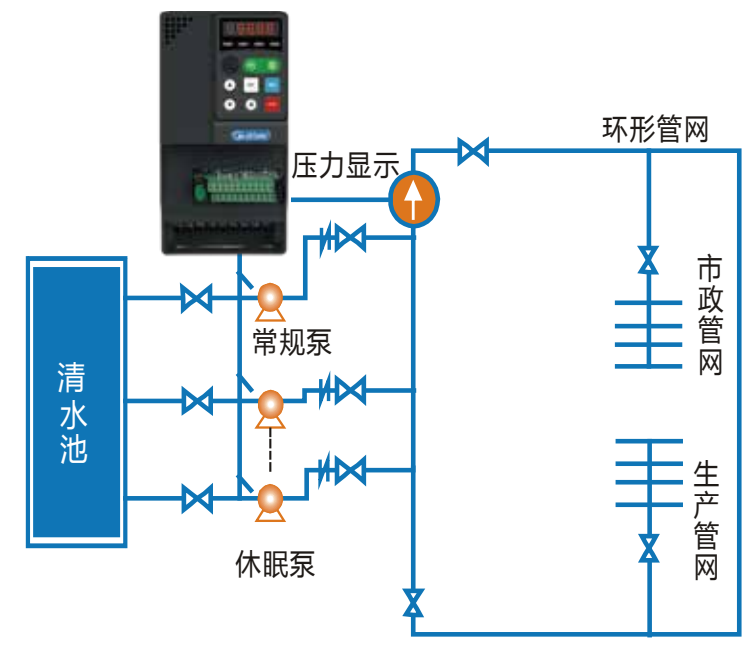 环形管网
压力显示
市政管网
常规泵
清水池
生产管网
休眠泵